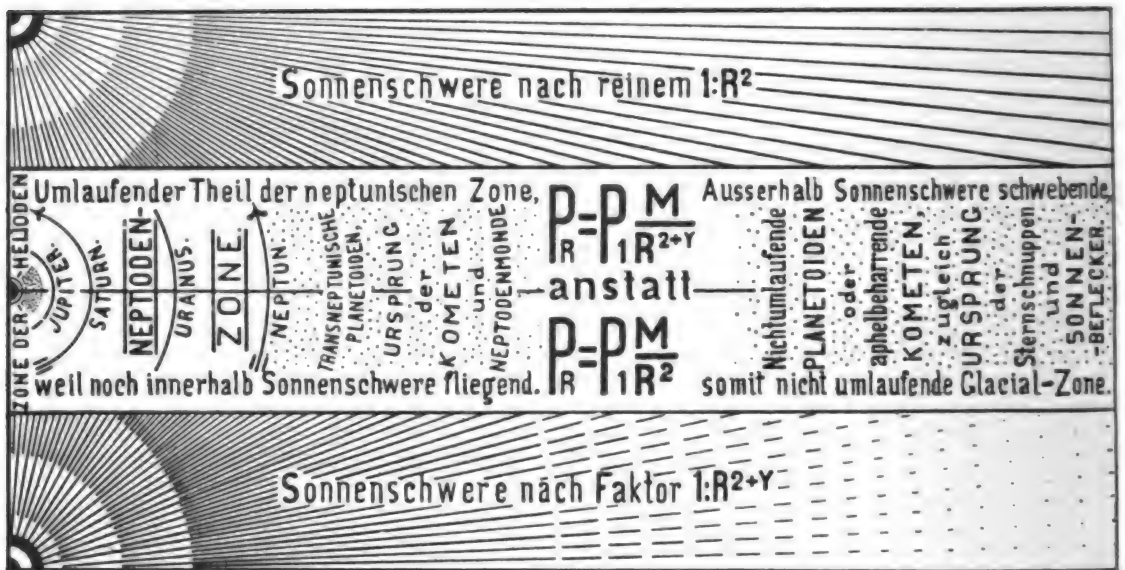 Sonnenschwere nach reinem 1:R²
ZONE DER HELIODEN
Umlaufender Theil der neptunischen Zone,
JUPITER.
SATURN.
NEPTODEN-
URANUS.
ZONE
NEPTUN.
TRANSNEPTUNISCHE
PLANETOIDEN.
URSPRUNG
der
KOMETEN
und
NEPTODENMONDE
weil noch innerhalb Sonnenschwere fliegend.
P_R=P_1 M/R^{2+Y}
anstatt
P_R=P_1 M/R²
Ausserhalb Sonnenschwere schwebende,
Nichtumlaufende
PLANETOIDEN
oder
aphelbeharrende
KOMETEN,
zugleich
URSPRUNG
der
Sternschnuppen
und
SONNEN-
-BEFLECKER.
somit nicht umlaufende Glacial-Zone.
Sonnenschwere nach Faktor 1:R^{2+Y}